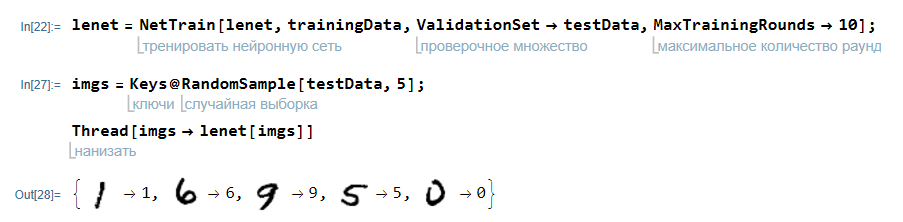 In[22]:= lenet = NetTrain[lenet, trainingData, ValidationSet → testData, MaxTrainingRounds → 10];
тренировать нейронную сеть проверочное множество максимальное количество раунд
In[27]:= imgs = Keys@RandomSample[testData, 5];
ключи случайная выборка
Thread[imgs → lenet[imgs]]
нанизать
Out[28]= { 1 → 1, 6 → 6, 9 → 9, 5 → 5, 0 → 0}